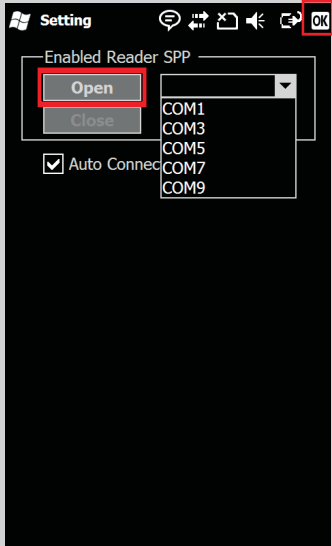 Setting
OK
Enabled Reader SPP
Open
Close
COM1
COM3
COM5
COM7
COM9
Auto Connec